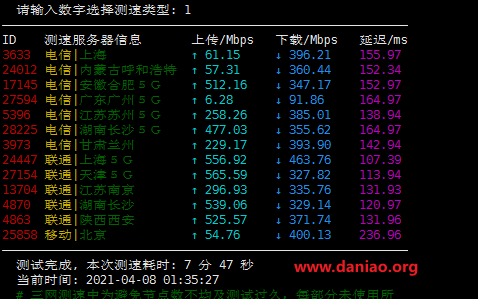 请输入数字选择测速类型: 1
ID 测速服务器信息 上传/Mbps 下载/Mbps 延迟/ms
3633 电信|上海 ↑ 61.15 ↓ 396.21 155.97
24012 电信|内蒙古呼和浩特 ↑ 57.31 ↓ 360.44 152.34
17145 电信|安徽合肥５Ｇ ↑ 512.16 ↓ 347.17 152.97
27594 电信|广东广州５Ｇ ↑ 6.28 ↓ 91.86 164.97
5396 电信|江苏苏州５Ｇ ↑ 258.26 ↓ 385.01 138.94
28225 电信|湖南长沙５Ｇ ↑ 477.03 ↓ 355.62 164.97
3973 电信|甘肃兰州 ↑ 229.17 ↓ 393.90 142.94
24447 联通|上海５Ｇ ↑ 556.92 ↓ 463.76 107.39
27154 联通|天津５Ｇ ↑ 565.59 ↓ 327.82 113.94
13704 联通|江苏南京 ↑ 296.93 ↓ 335.76 131.93
4870 联通|湖南长沙 ↑ 539.06 ↓ 329.14 120.97
4863 联通|陕西西安 ↑ 525.57 ↓ 371.74 131.96
25858 移动|北京 ↑ 54.76 ↓ 400.13 236.96
测试完成, 本次测速耗时: 7 分 47 秒
当前时间: 2021-04-08 01:35:27
www.daniao.org
# 三网测速中为避免节点数不均及测试过久, 每部分未使用所